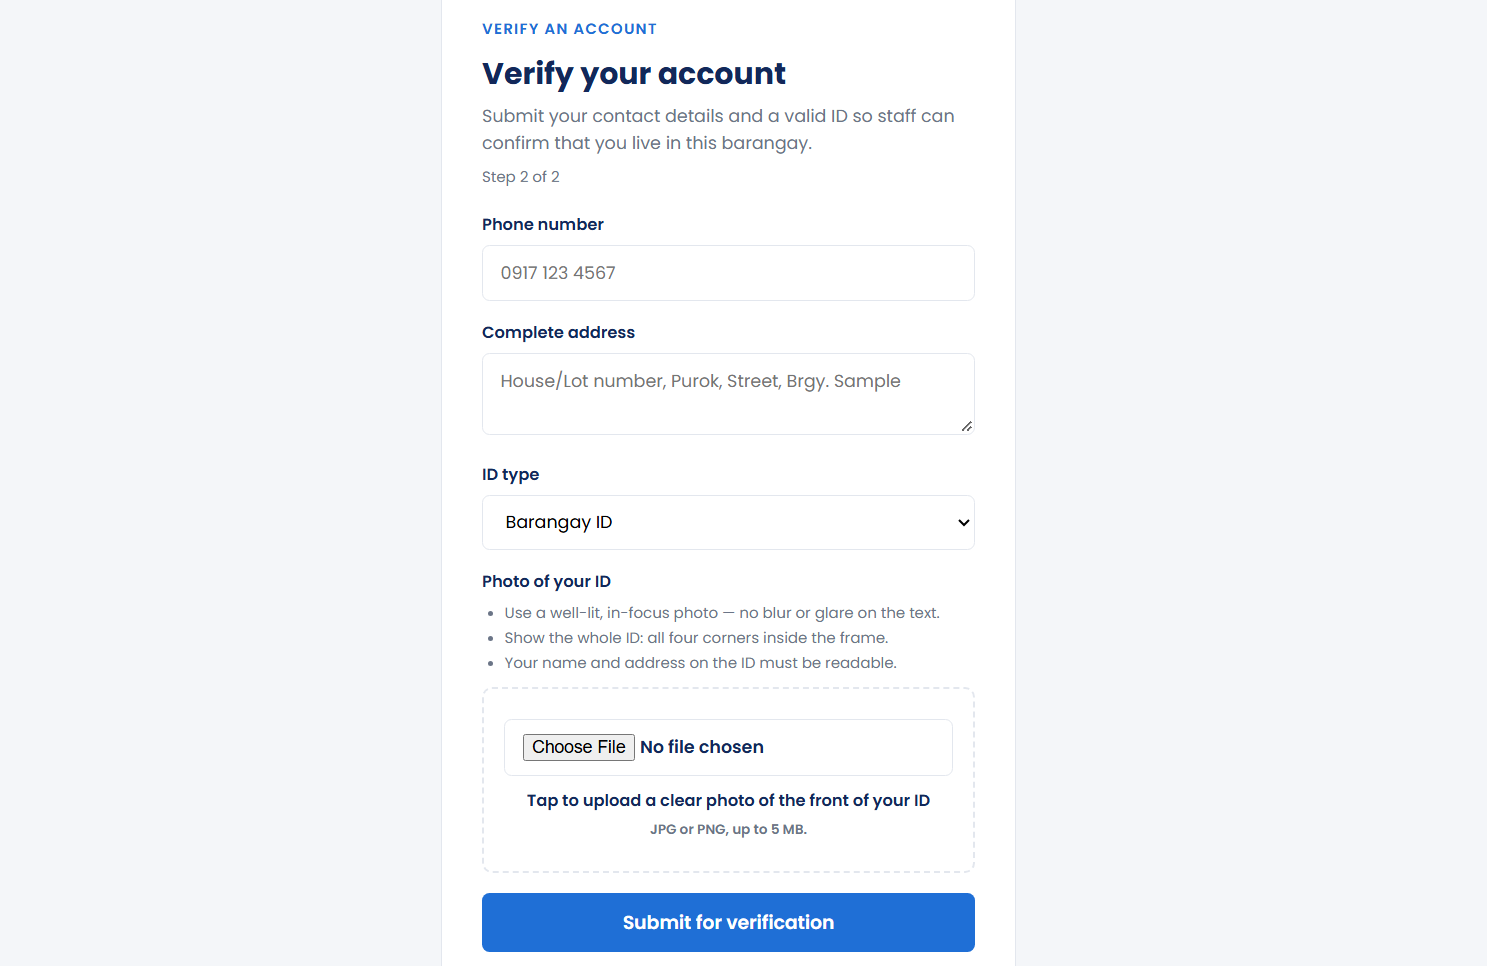 VERIFY AN ACCOUNT
Verify your account
Submit your contact details and a valid ID so staff can
confirm that you live in this barangay.
Step 2 of 2
Phone number
0917 123 4567
Complete address
House/Lot number, Purok, Street, Brgy. Sample
ID type
Barangay ID
Photo of your ID
Use a well-lit, in-focus photo — no blur or glare on the text.
Show the whole ID: all four corners inside the frame.
Your name and address on the ID must be readable.
Choose File No file chosen
Tap to upload a clear photo of the front of your ID
JPG or PNG, up to 5 MB.
Submit for verification